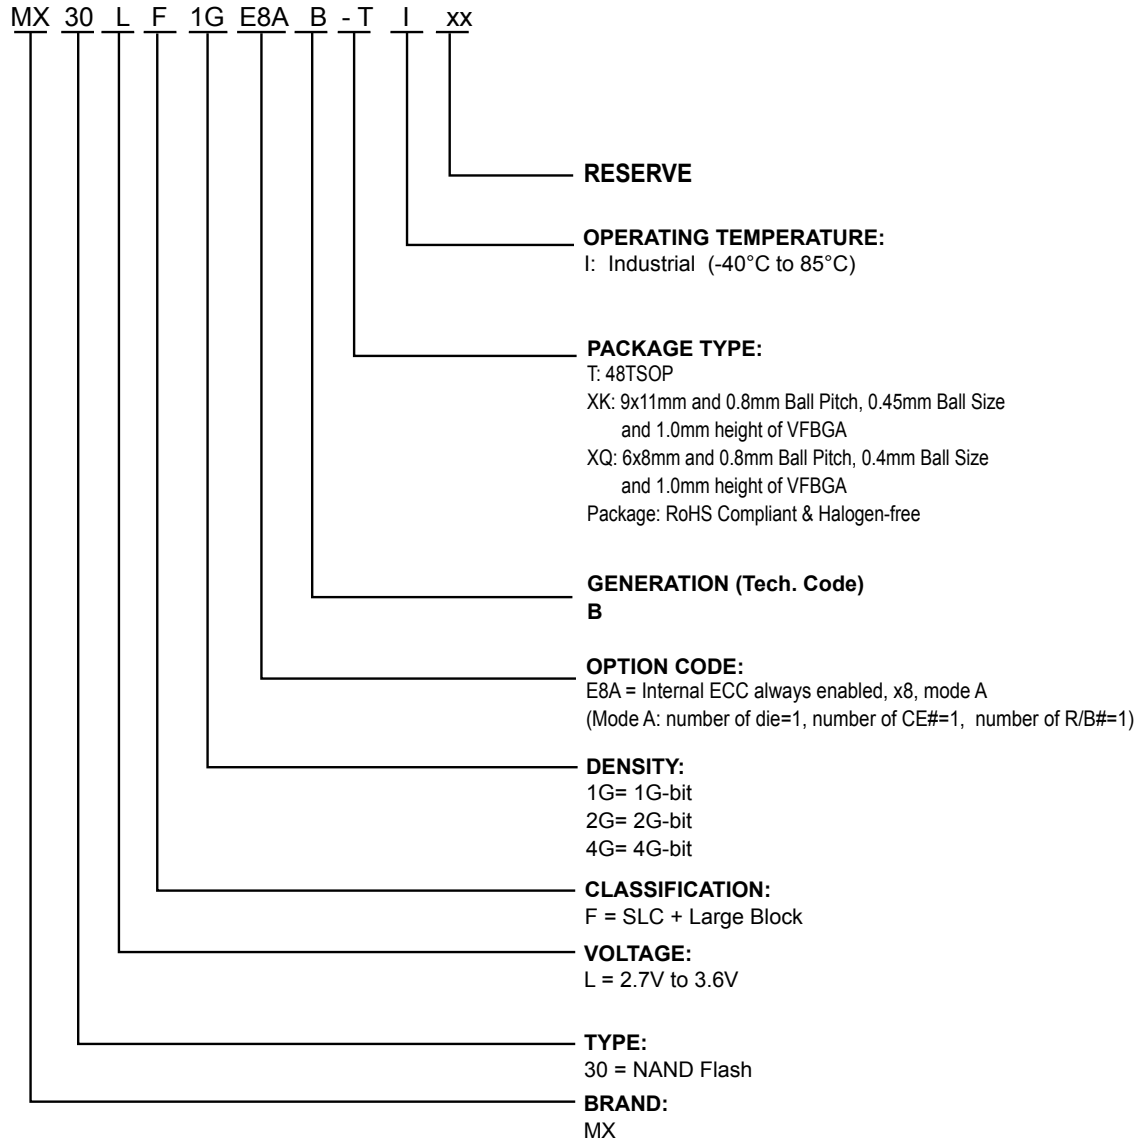 MX 30 L F 1G E8A B - T I xx
RESERVE
OPERATING TEMPERATURE:
I: Industrial (-40°C to 85°C)
PACKAGE TYPE:
T: 48TSOP
XK: 9x11mm and 0.8mm Ball Pitch, 0.45mm Ball Size
and 1.0mm height of VFBGA
XQ: 6x8mm and 0.8mm Ball Pitch, 0.4mm Ball Size
and 1.0mm height of VFBGA
Package: RoHS Compliant & Halogen-free
GENERATION (Tech. Code)
B
OPTION CODE:
E8A = Internal ECC always enabled, x8, mode A
(Mode A: number of die=1, number of CE#=1, number of R/B#=1)
DENSITY:
1G= 1G-bit
2G= 2G-bit
4G= 4G-bit
CLASSIFICATION:
F = SLC + Large Block
VOLTAGE:
L = 2.7V to 3.6V
TYPE:
30 = NAND Flash
BRAND:
MX